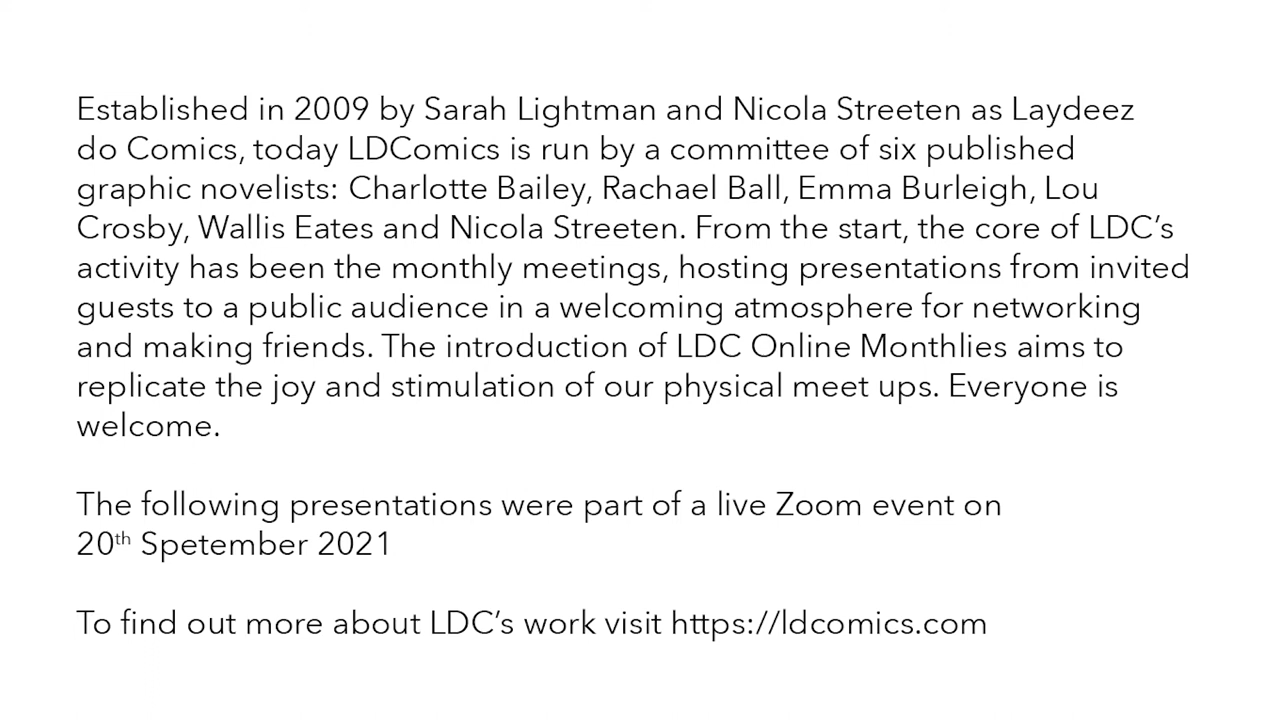 Established in 2009 by Sarah Lightman and Nicola Streeten as Laydeez
do Comics, today LDComics is run by a committee of six published
graphic novelists: Charlotte Bailey, Rachael Ball, Emma Burleigh, Lou
Crosby, Wallis Eates and Nicola Streeten. From the start, the core of LDC’s
activity has been the monthly meetings, hosting presentations from invited
guests to a public audience in a welcoming atmosphere for networking
and making friends. The introduction of LDC Online Monthlies aims to
replicate the joy and stimulation of our physical meet ups. Everyone is
welcome.
The following presentations were part of a live Zoom event on
20th Spetember 2021
To find out more about LDC’s work visit https://ldcomics.com